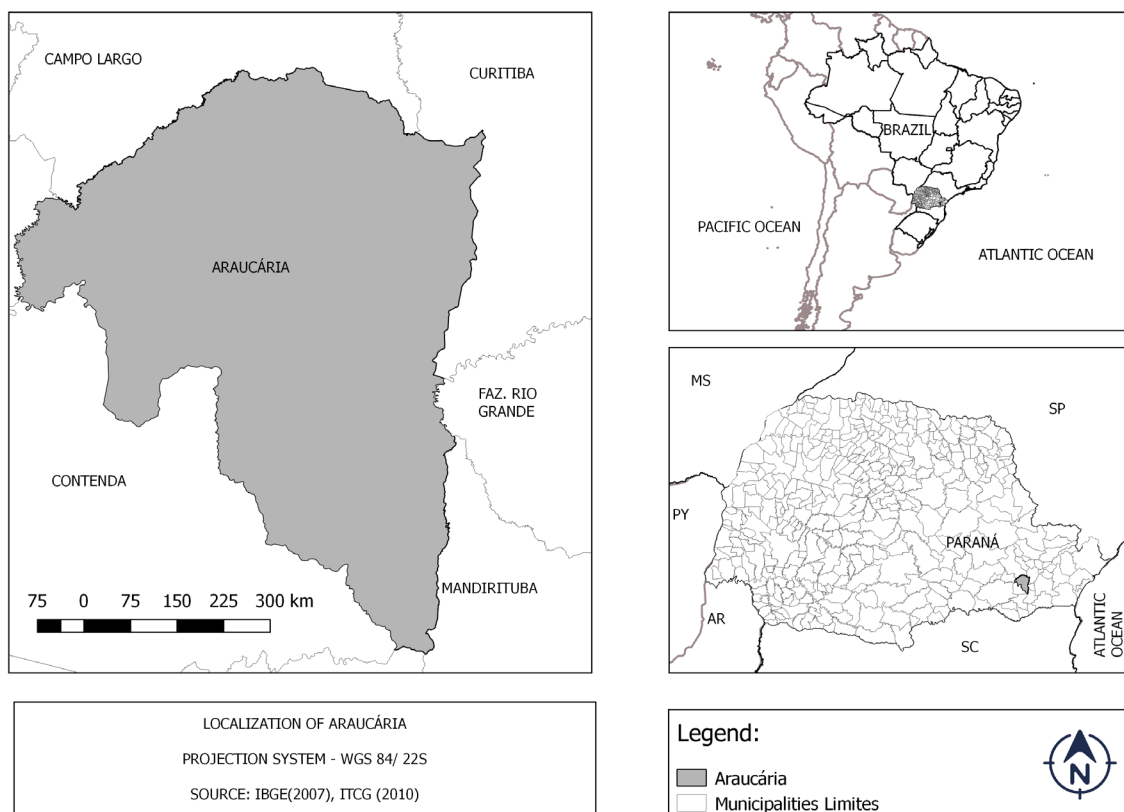 CAMPO LARGO
CURITIBA
ARAUCÁRIA
FAZ. RIO
GRANDE
CONTENDA
MANDIRITUBA
75 0 75 150 225 300 km
BRAZIL
PACIFIC OCEAN
ATLANTIC OCEAN
MS
SP
PY
PARANÁ
AR
SC
ATLANTIC
OCEAN
LOCALIZATION OF ARAUCÁRIA
PROJECTION SYSTEM - WGS 84/ 22S
SOURCE: IBGE(2007), ITCG (2010)
Legend:
Araucária
Municipalities Limites
N